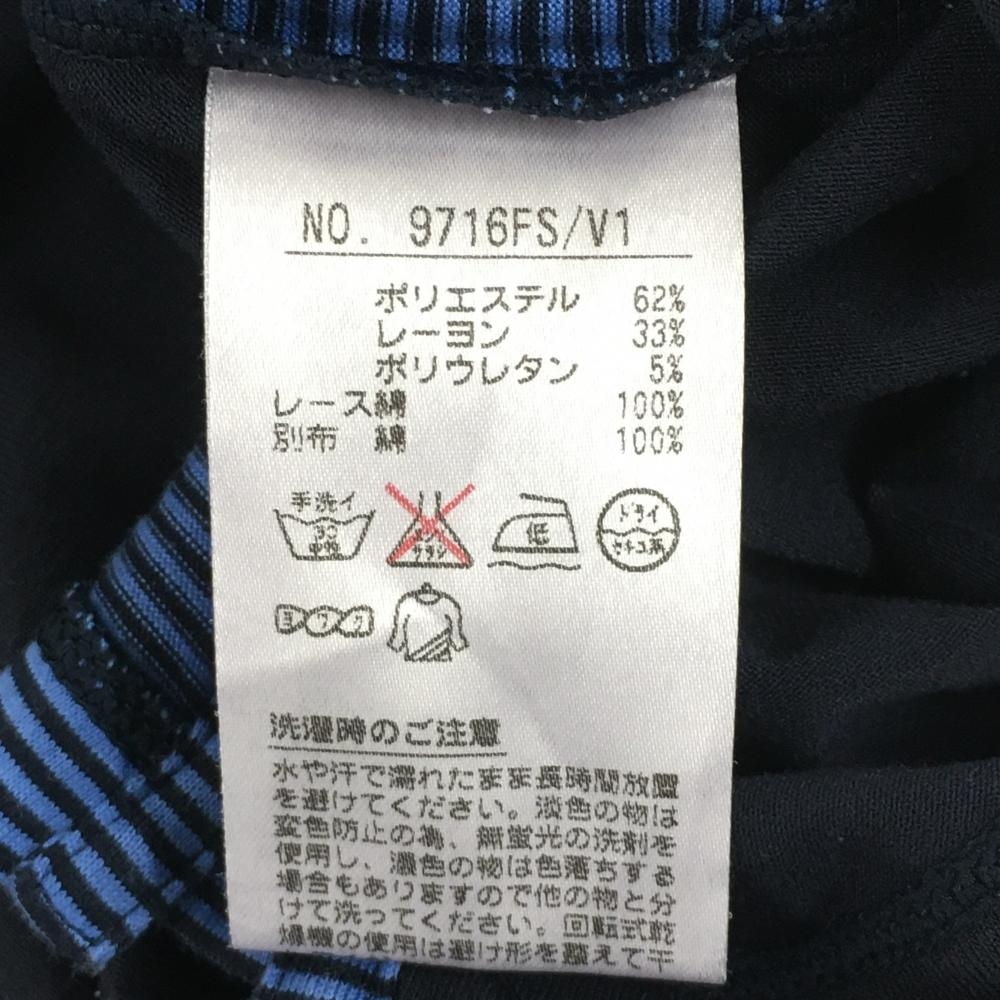 NO. 9716FS/V1
ポリエステル 62%
レーヨン 33%
ポリウレタン 5%
レース綿 100%
別布 綿 100%
手洗イ
30
中性
低
ドライ
セキユ系
ヨワク
洗濯時のご注意
水や汗で濡れたまま長時間放置
を避けてください。淡色の物は
変色防止の為、無蛍光の洗剤を
使用し、濃色の物は色落ちする
場合もありますので他の物と分
けて洗ってください。回転式乾
燥機の使用は避け形を整えて干